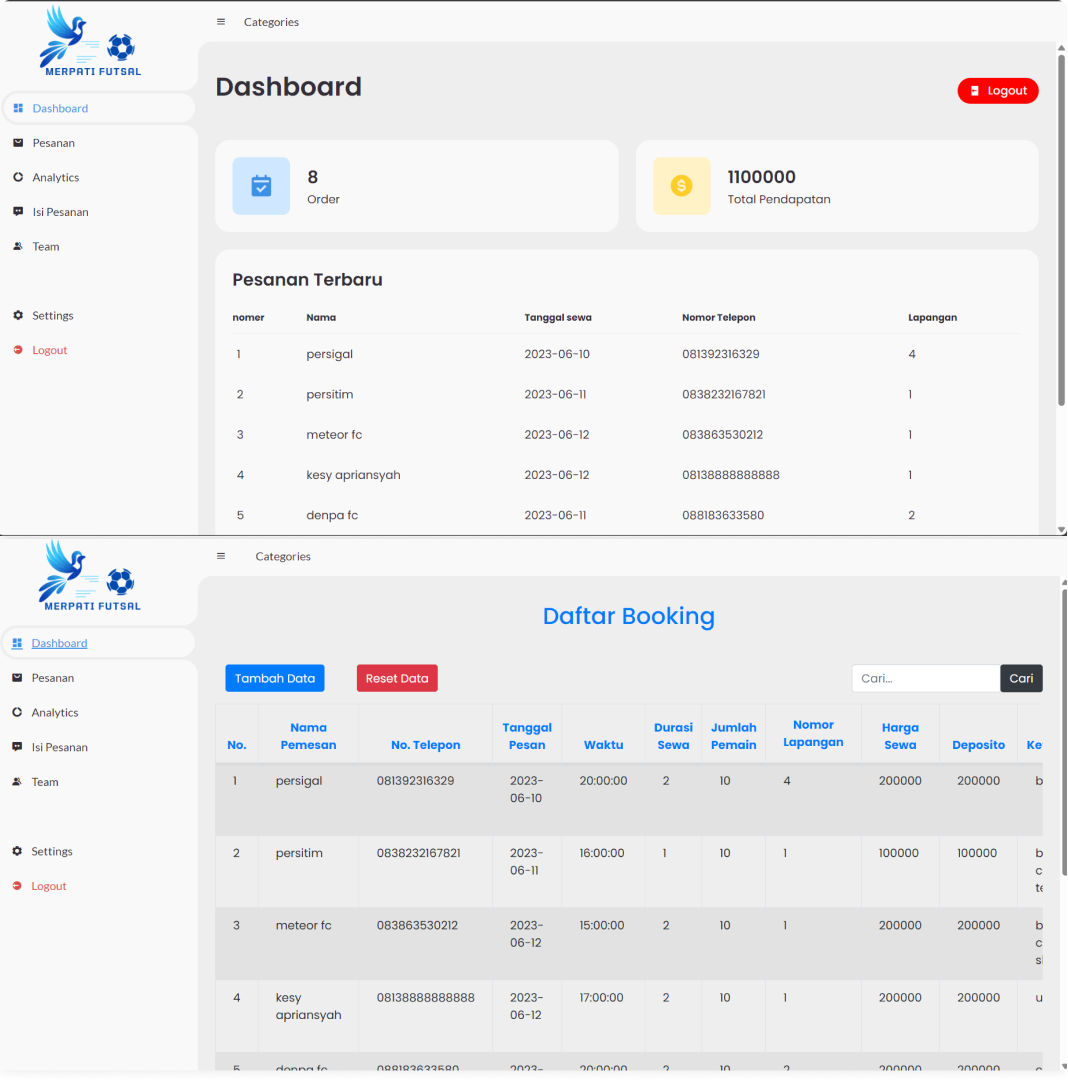 MERPATI FUTSAL
Categories
Dashboard
Pesanan
Analytics
Isi Pesanan
Team
Settings
Logout
Dashboard
Logout
8
Order
1100000
Total Pendapatan
Pesanan Terbaru
nomer Nama Tanggal sewa Nomor Telepon Lapangan
1 persigal 2023-06-10 081392316329 4
2 persitim 2023-06-11 0838232167821 1
3 meteor fc 2023-06-12 083863530212 1
4 kesy apriansyah 2023-06-12 08138888888888 1
5 denpa fc 2023-06-11 088183633580 2
MERPATI FUTSAL
Categories
Dashboard
Pesanan
Analytics
Isi Pesanan
Team
Settings
Logout
Daftar Booking
Tambah Data Reset Data Cari... Cari
No. Nama Pemesan No. Telepon Tanggal Pesan Waktu Durasi Sewa Jumlah Pemain Nomor Lapangan Harga Sewa Deposito Ke
1 persigal 081392316329 2023- 20:00:00 2 10 4 200000 200000 b
06-10
2 persitim 0838232167821 2023- 16:00:00 1 10 1 100000 100000 b
06-11 c
te
3 meteor fc 083863530212 2023- 15:00:00 2 10 1 200000 200000 b
06-12 c
s
4 kesy 08138888888888 2023- 17:00:00 2 10 1 200000 200000 u
apriansyah 06-12
5 denpa fc 088183633580 2023- 20:00:00 2 10 2 200000 200000